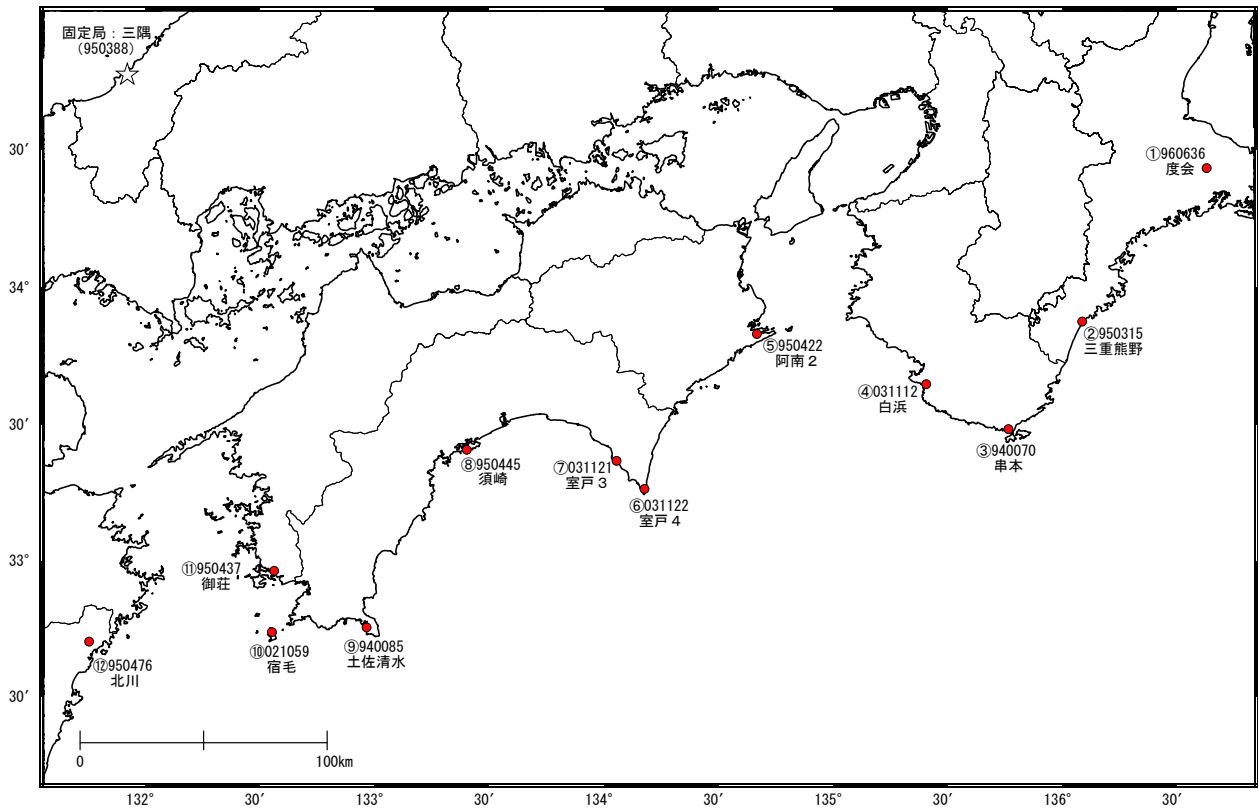 固定局：三隅
(950388)
①960636
度会
30′
34°
②950315
三重熊野
⑤950422
阿南２
④031112
白浜
30′
③940070
串本
⑧950445
須崎
⑦031121
室戸３
⑥031122
室戸４
33°
⑪950437
御荘
⑩021059
宿毛
⑨940085
土佐清水
⑫950476
北川
30′
0
100km
132°
30′
133°
30′
134°
30′
135°
30′
136°
30′